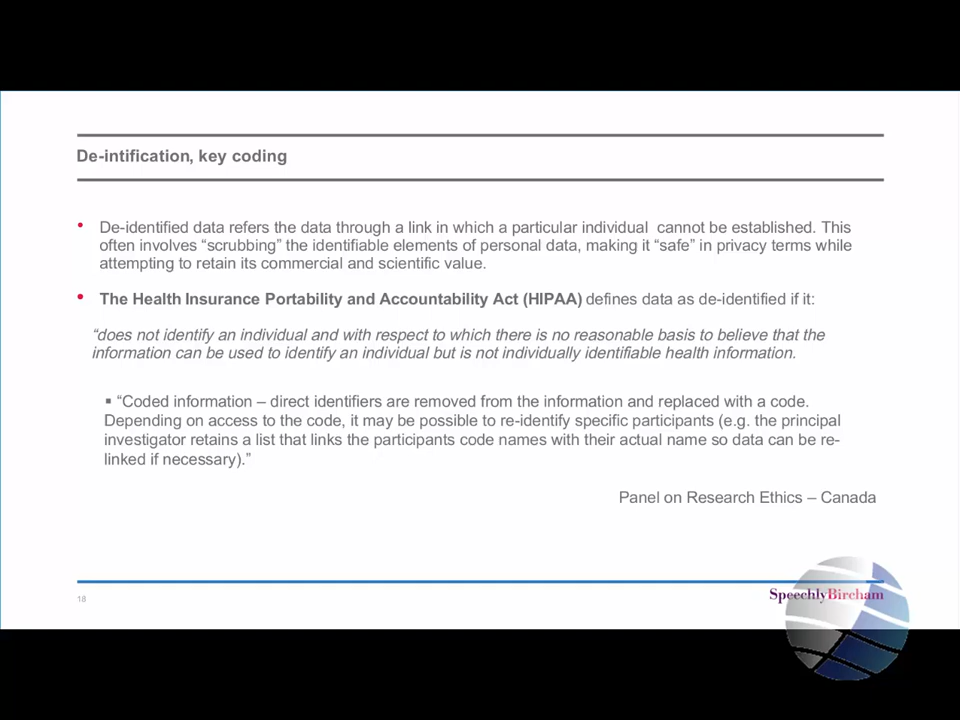 De-intification, key coding
• De-identified data refers the data through a link in which a particular individual cannot be established. This
often involves “scrubbing” the identifiable elements of personal data, making it “safe” in privacy terms while
attempting to retain its commercial and scientific value.
• The Health Insurance Portability and Accountability Act (HIPAA) defines data as de-identified if it:
“does not identify an individual and with respect to which there is no reasonable basis to believe that the
information can be used to identify an individual but is not individually identifiable health information.
▪ “Coded information – direct identifiers are removed from the information and replaced with a code.
Depending on access to the code, it may be possible to re-identify specific participants (e.g. the principal
investigator retains a list that links the participants code names with their actual name so data can be re-
linked if necessary).”
Panel on Research Ethics – Canada
18
SpeechlyBircham